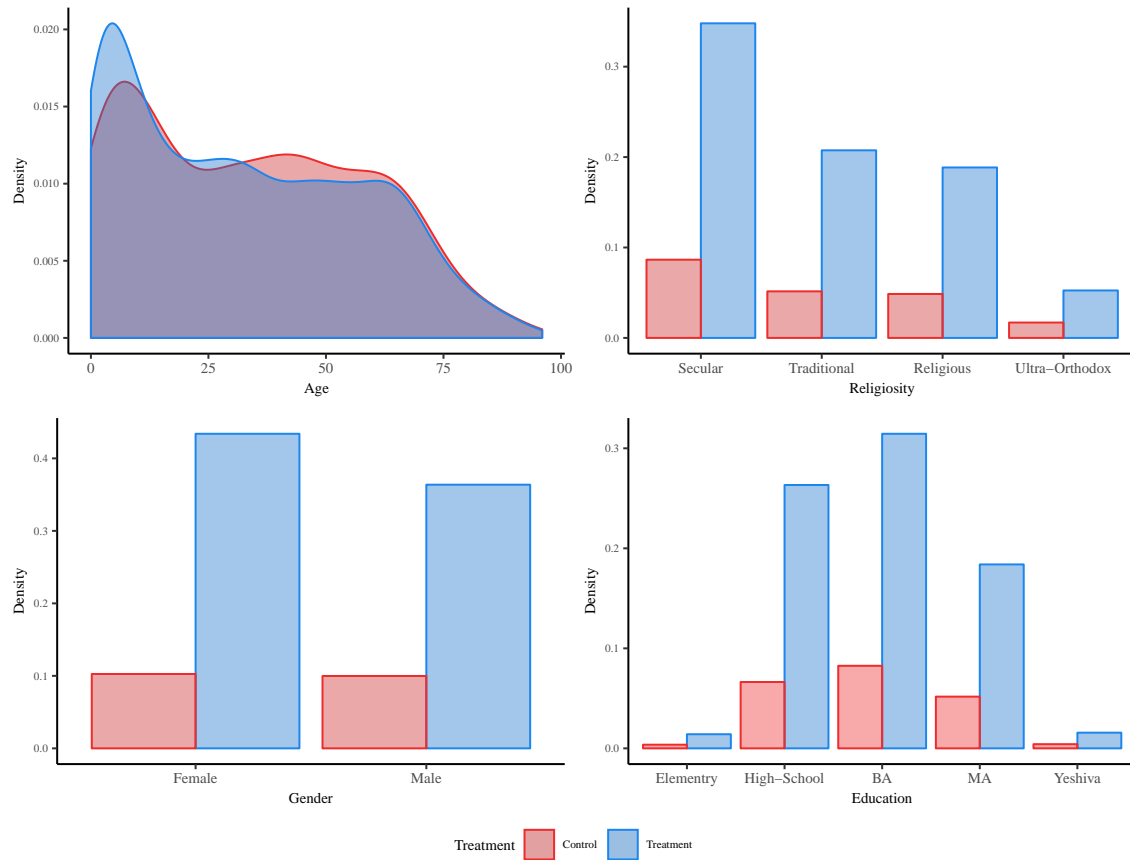 0.020
0.015
0.010
0.005
0.000
Density
0 25 50 75 100
Age
0.3
0.2
0.1
0.0
Density
Secular Traditional Religious Ultra−Orthodox
Religiosity
0.4
0.3
0.2
0.1
0.0
Density
Female Male
Gender
0.3
0.2
0.1
0.0
Density
Elementry High−School BA MA Yeshiva
Education
Treatment Control Treatment